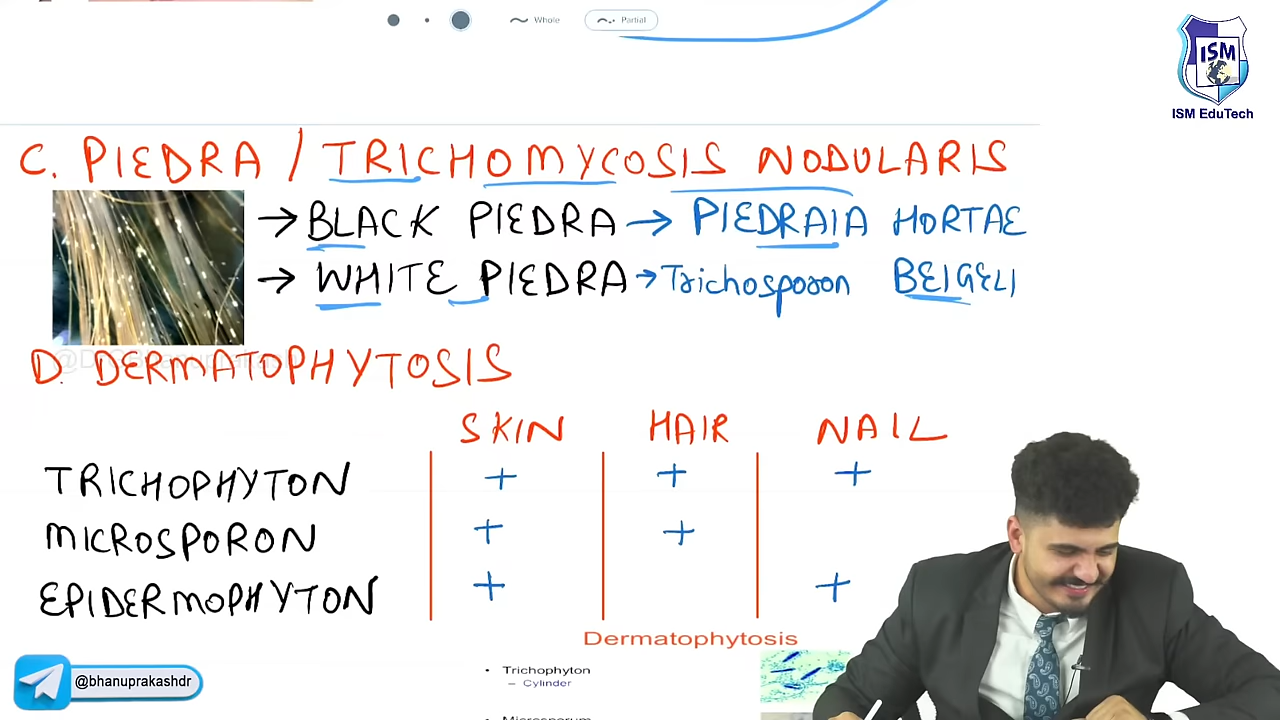 Whole Partial
ISM
ISM EduTech
C. PIEDRA / TRICHOMYCOSIS NODULARIS
→ BLACK PIEDRA → PIEDRAIA HORTAE
→ WHITE PIEDRA → Trichosporon BEIGELI
D. DERMATOPHYTOSIS
SKIN HAIR NAIL
TRICHOPHYTON + + +
MICROSPORON + +
EPIDERMOPHYTON + +
Dermatophytosis
• Trichophyton
– Cylinder
• Microsporum
@bhanuprakashdr